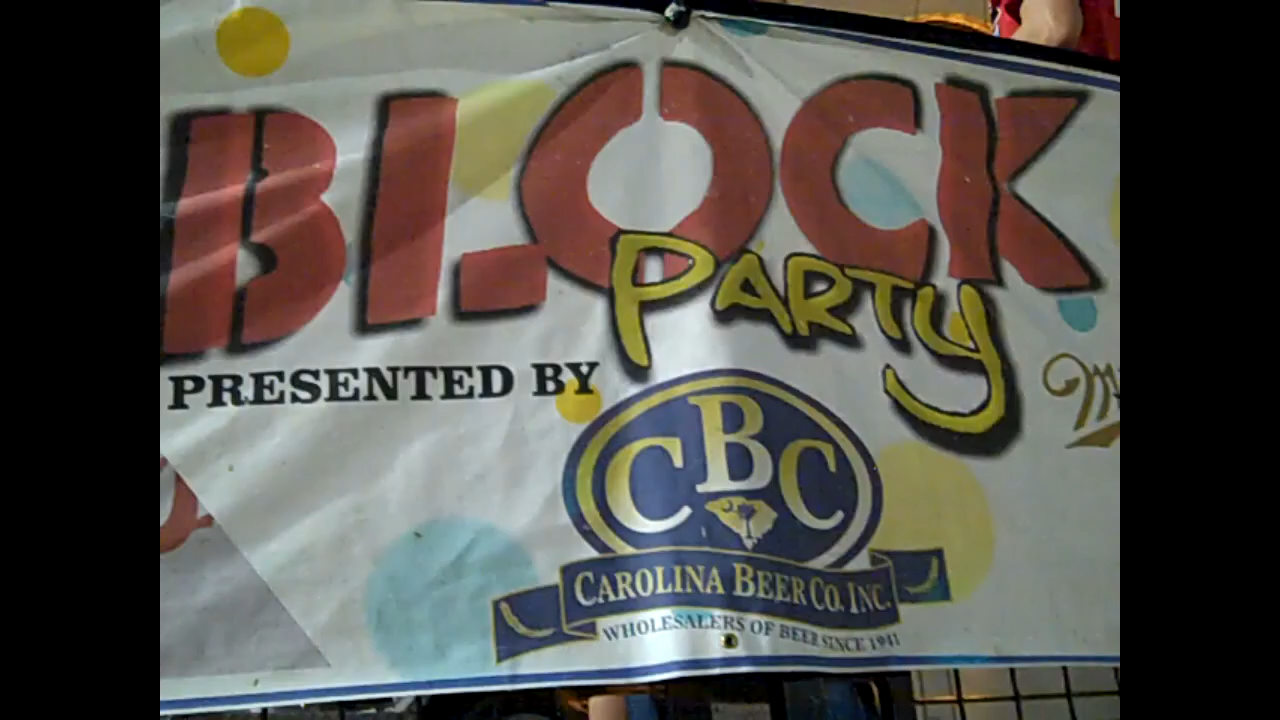 BLOCK
PARTY
PRESENTED BY
CBC
CAROLINA BEER CO. INC.
WHOLESALERS OF BEER SINCE 1941